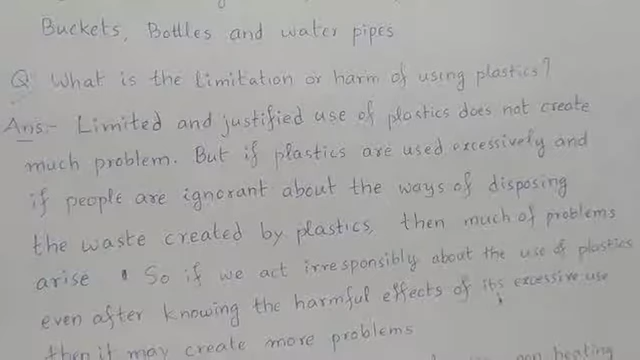 Buckets, Bottles and water pipes
Q What is the limitation or harm of using plastics?
Ans:- Limited and justified use of plastics does not create
much problem. But if plastics are used excessively and
if people are ignorant about the ways of disposing
the waste created by plastics, then much of problems
arise . So if we act irresponsibly about the use of plastics
even after knowing the harmful effects of its excessive use
then it may create more problems
heating